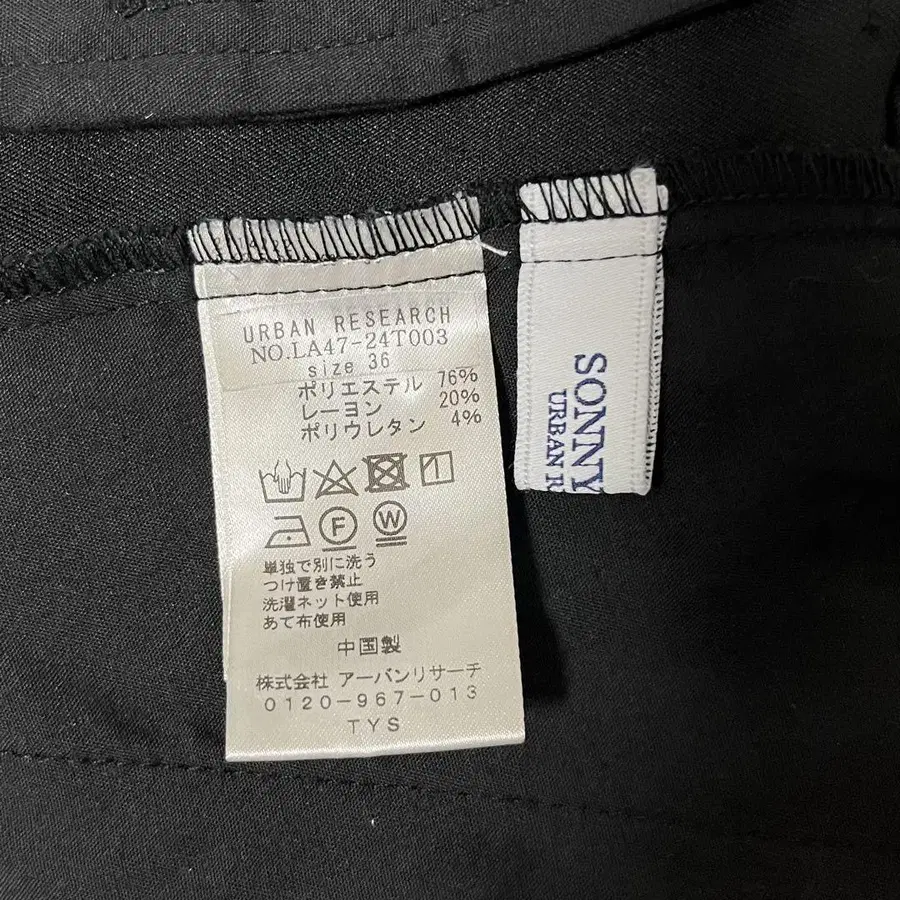 URBAN RESEARCH
NO.LA47-24T003
size 36
ポリエステル 76%
レーヨン 20%
ポリウレタン 4%
F W
単独で別に洗う
つけ置き禁止
洗濯ネット使用
あて布使用
中国製
株式会社 アーバンリサーチ
0120-967-013
TYS
SONNY
URBAN R